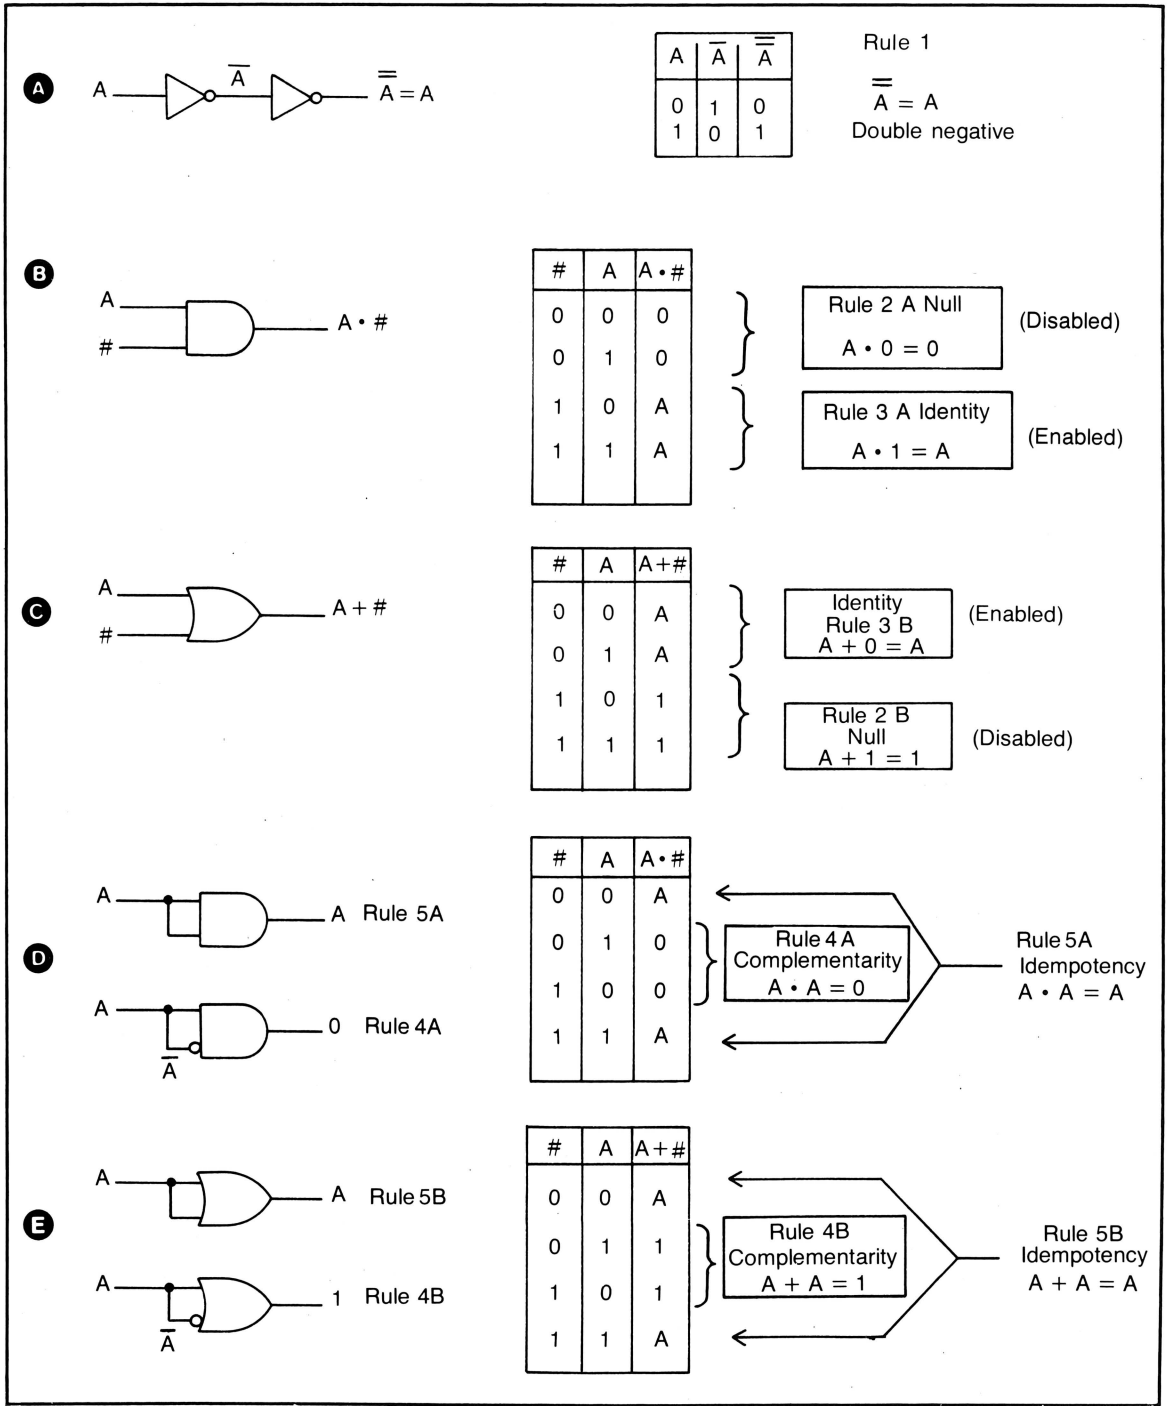 A
A
A̅
A̿ = A
A A̅ A̿
0 1 0
1 0 1
Rule 1
A̿ = A
Double negative
B
A
#
A • #
# A A • #
0 0 0
0 1 0
1 0 A
1 1 A
Rule 2 A Null
A • 0 = 0
(Disabled)
Rule 3 A Identity
A • 1 = A
(Enabled)
C
A
#
A + #
# A A + #
0 0 A
0 1 A
1 0 1
1 1 1
Identity
Rule 3 B
A + 0 = A
(Enabled)
Rule 2 B
Null
A + 1 = 1
(Disabled)
D
A
A Rule 5A
A
A̅
0 Rule 4A
# A A • #
0 0 A
0 1 0
1 0 0
1 1 A
Rule 4 A
Complementarity
A • A = 0
Rule 5A
Idempotency
A • A = A
E
A
A Rule 5B
A
A̅
1 Rule 4B
# A A + #
0 0 A
0 1 1
1 0 1
1 1 A
Rule 4B
Complementarity
A + A = 1
Rule 5B
Idempotency
A + A = A